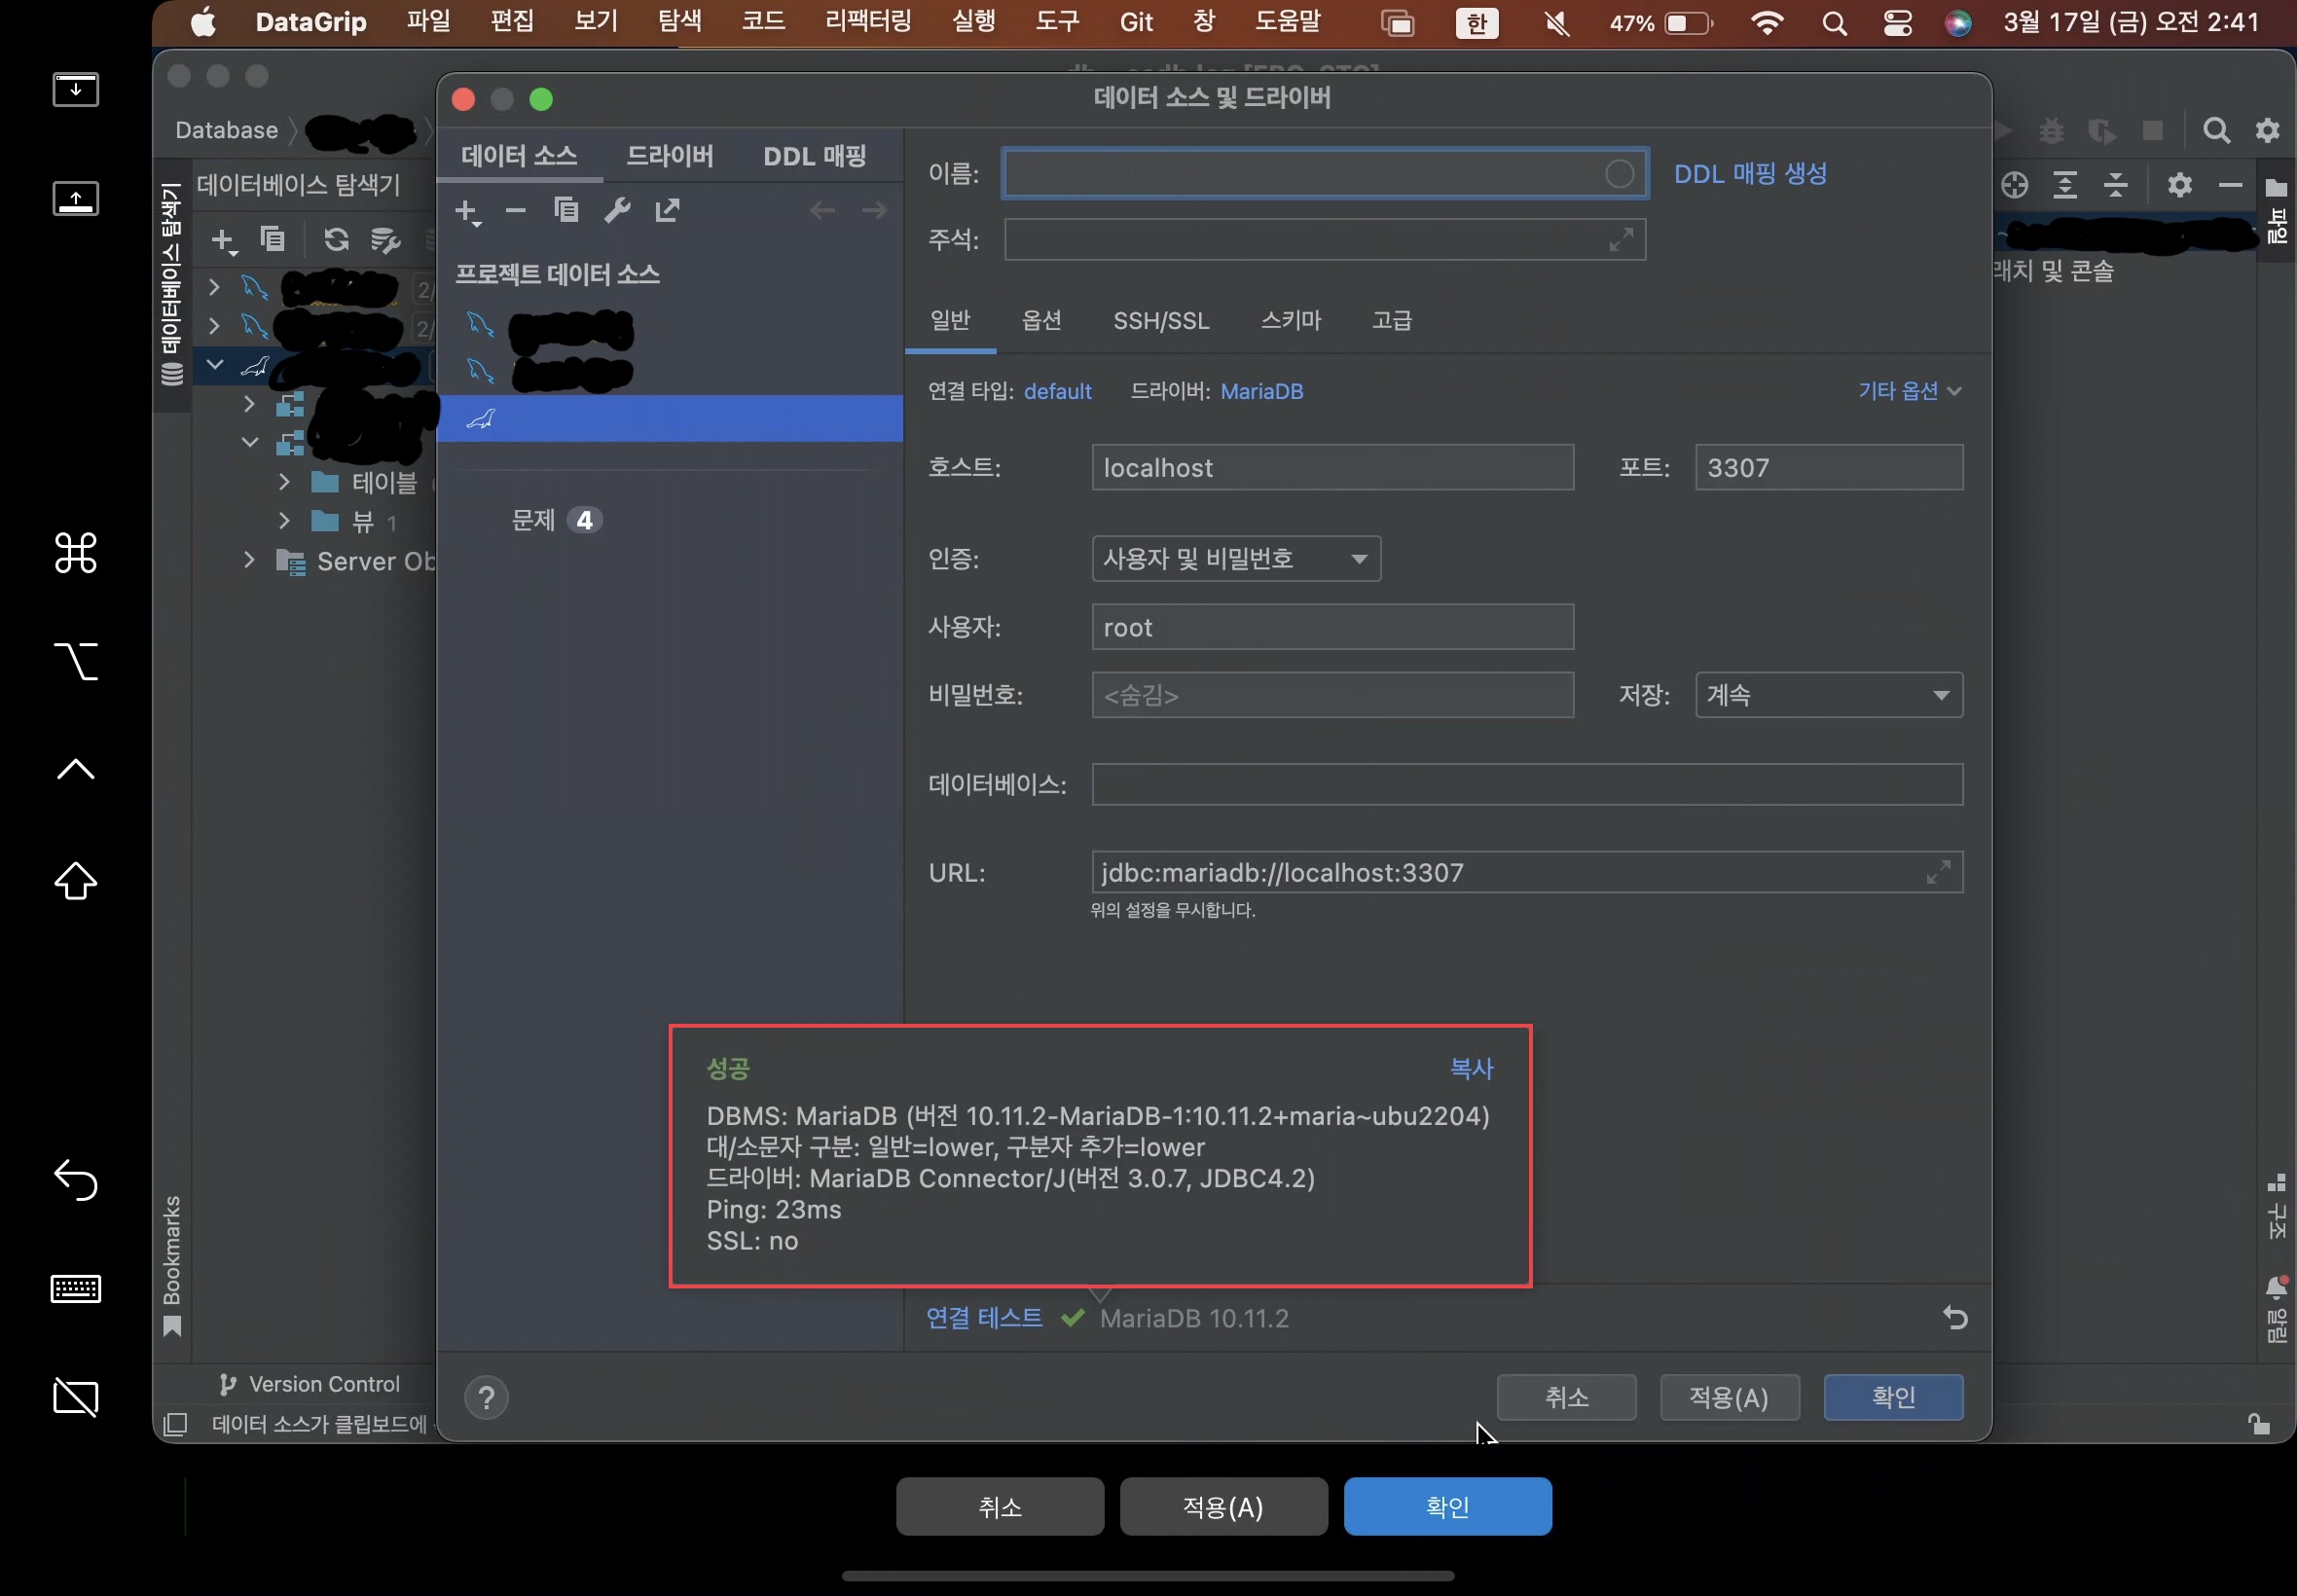 DataGrip 파일 편집 보기 탐색 코드 리팩터링 실행 도구 Git 창 도움말 한 47% 3월 17일 (금) 오전 2:41
데이터 소스 및 드라이버
Database
데이터베이스 탐색기
데이터베이스 탐색기
2/
2/
테이블
뷰 1
Server Ob
Bookmarks
Version Control
데이터 소스가 클립보드에
데이터 소스 드라이버 DDL 매핑
프로젝트 데이터 소스
문제 4
이름: DDL 매핑 생성
주석:
일반 옵션 SSH/SSL 스키마 고급
연결 타입: default 드라이버: MariaDB 기타 옵션
호스트: localhost 포트: 3307
인증: 사용자 및 비밀번호
사용자: root
비밀번호: <숨김> 저장: 계속
데이터베이스:
URL: jdbc:mariadb://localhost:3307
위의 설정을 무시합니다.
성공 복사
DBMS: MariaDB (버전 10.11.2-MariaDB-1:10.11.2+maria~ubu2204)
대/소문자 구분: 일반=lower, 구분자 추가=lower
드라이버: MariaDB Connector/J(버전 3.0.7, JDBC4.2)
Ping: 23ms
SSL: no
연결 테스트 MariaDB 10.11.2
? 취소 적용(A) 확인
파일
래치 및 콘솔
구조
알림
취소 적용(A) 확인